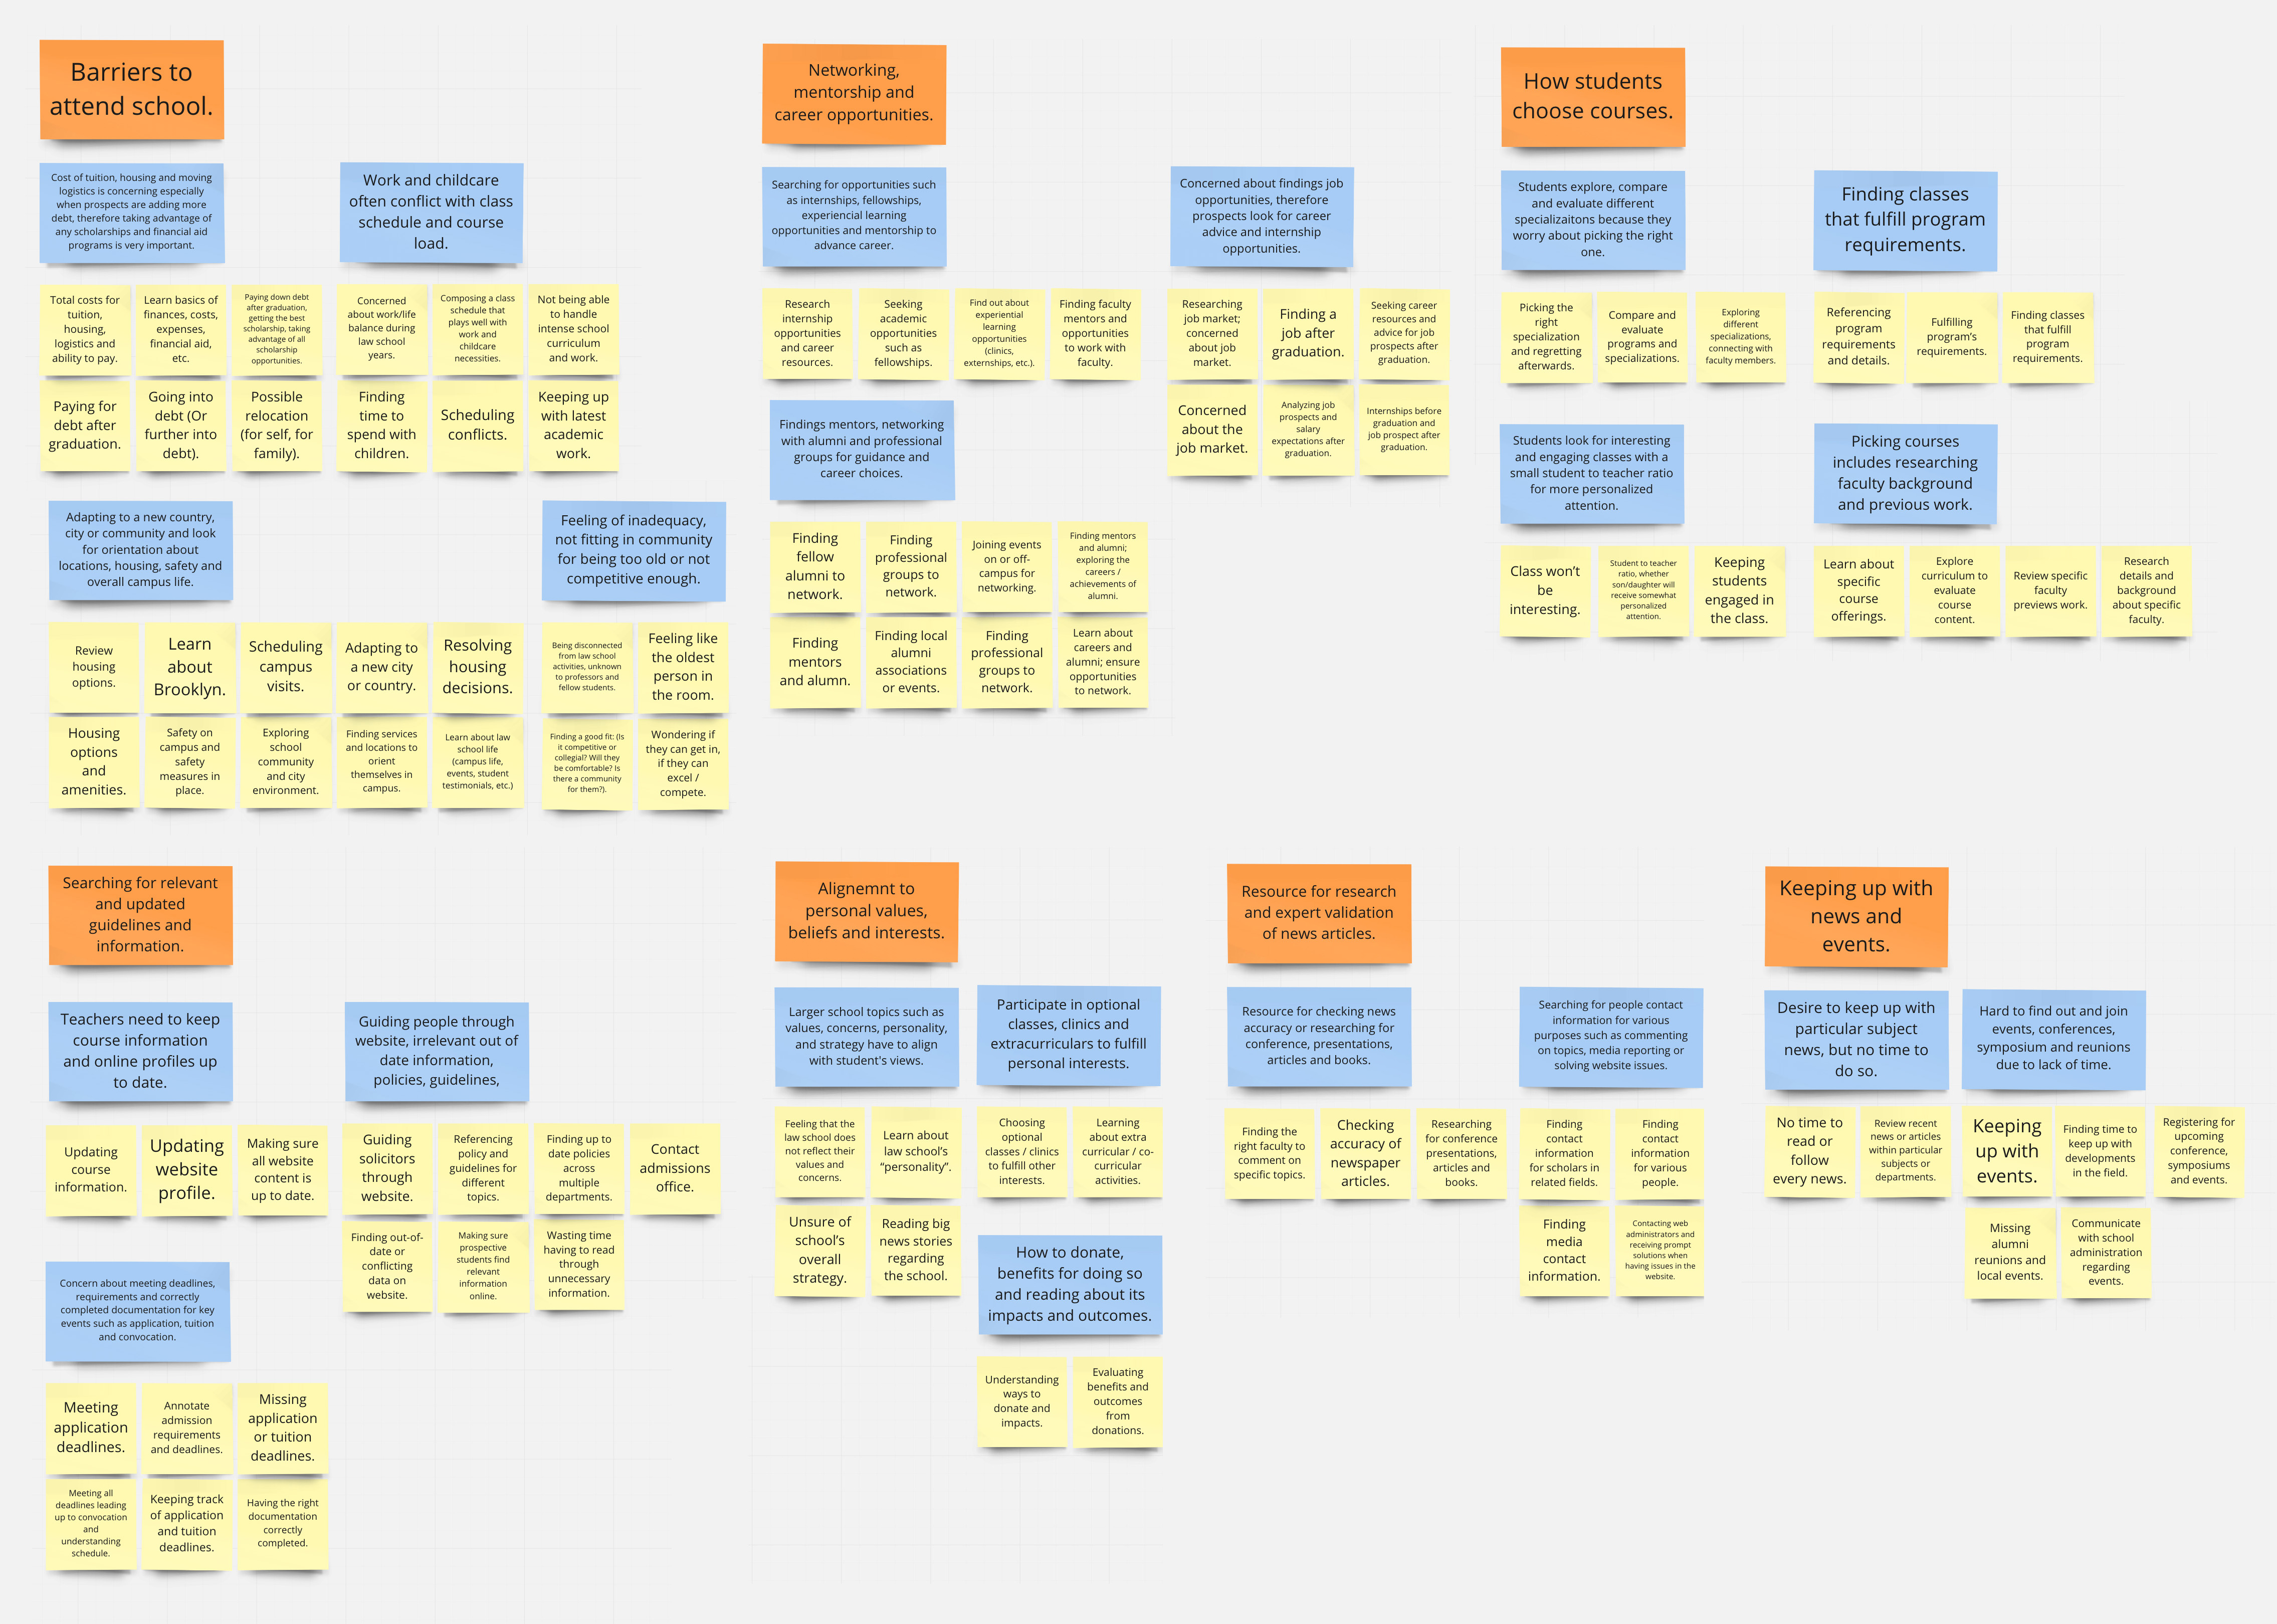 Barriers to
attend school.
Cost of tuition, housing and moving
logistics is concerning especially
when prospects are adding more
debt, therefore taking advantage of
any scholarships and financial aid
programs is very important.
Work and childcare
often conflict with class
schedule and course
load.
Total costs for
tuition,
housing,
logistics and
ability to pay.
Learn basics of
finances, costs,
expenses,
financial aid,
etc.
Paying down debt
after graduation,
getting the best
scholarship, taking
advantage of all
scholarship
opportunities.
Concerned
about work/life
balance during
law school
years.
Composing a class
schedule that
plays well with
work and
childcare
necessities.
Not being able
to handle
intense school
curriculum
and work.
Paying for
debt after
graduation.
Going into
debt (Or
further into
debt).
Possible
relocation
(for self, for
family).
Finding
time to
spend with
children.
Scheduling
conflicts.
Keeping up
with latest
academic
work.
Adapting to a new country,
city or community and look
for orientation about
locations, housing, safety and
overall campus life.
Feeling of inadequacy,
not fitting in community
for being too old or not
competitive enough.
Review
housing
options.
Learn
about
Brooklyn.
Scheduling
campus
visits.
Adapting to
a new city
or country.
Resolving
housing
decisions.
Being disconnected
from law school
activities, unknown
to professors and
fellow students.
Feeling like
the oldest
person in
the room.
Housing
options
and
amenities.
Safety on
campus and
safety
measures in
place.
Exploring
school
community
and city
environment.
Finding services
and locations to
orient
themselves in
campus.
Learn about law
school life
(campus life,
events, student
testimonials, etc.)
Finding a good fit: (Is
it competitive or
collegial? Will they
be comfortable? Is
there a community
for them?).
Wondering if
they can get in,
if they can
excel /
compete.
Networking,
mentorship and
career opportunities.
Searching for opportunities such
as internships, fellowships,
experiencial learning
opportunities and mentorship to
advance career.
Concerned about findings job
opportunities, therefore
prospects look for career
advice and internship
opportunities.
Research
internship
opportunities
and career
resources.
Seeking
academic
opportunities
such as
fellowships.
Find out about
experiential
learning
opportunities
(clinics,
externships, etc.).
Finding faculty
mentors and
opportunities
to work with
faculty.
Researching
job market;
concerned
about job
market.
Finding a
job after
graduation.
Seeking career
resources and
advice for job
prospects after
graduation.
Concerned
about the
job market.
Analyzing job
prospects and
salary
expectations after
graduation.
Internships before
graduation and
job prospect after
graduation.
Findings mentors, networking
with alumni and professional
groups for guidance and
career choices.
Finding
fellow
alumni to
network.
Finding
professional
groups to
network.
Joining events
on or off-
campus for
networking.
Finding mentors
and alumni;
exploring the
careers /
achievements of
alumni.
Finding
mentors
and alumn.
Finding local
alumni
associations
or events.
Finding
professional
groups to
network.
Learn about
careers and
alumni; ensure
opportunities
to network.
How students
choose courses.
Students explore, compare
and evaluate different
specializaitons because they
worry about picking the right
one.
Finding classes
that fulfill program
requirements.
Picking the
right
specialization
and regretting
afterwards.
Compare and
evaluate
programs and
specializations.
Exploring
different
specializations,
connecting with
faculty members.
Referencing
program
requirements
and details.
Fulfilling
program's
requirements.
Finding classes
that fulfill
program
requirements.
Students look for interesting
and engaging classes with a
small student to teacher ratio
for more personalized
attention.
Picking courses
includes researching
faculty background
and previous work.
Class won't
be
interesting.
Student to teacher
ratio, whether
son/daughter will
receive somewhat
personalized
attention.
Keeping
students
engaged in
the class.
Learn about
specific
course
offerings.
Explore
curriculum to
evaluate
course
content.
Review specific
faculty
previews work.
Research
details and
background
about specific
faculty.
Searching for relevant
and updated
guidelines and
information.
Teachers need to keep
course information
and online profiles up
to date.
Guiding people through
website, irrelevant out of
date information,
policies, guidelines,
Updating
course
information.
Updating
website
profile.
Making sure
all website
content is
up to date.
Guiding
solicitors
through
website.
Referencing
policy and
guidelines for
different
topics.
Finding up to
date policies
across
multiple
departments.
Contact
admissions
office.
Finding out-of-
date or
conflicting
data on
website.
Making sure
prospective
students find
relevant
information
online.
Wasting time
having to read
through
unnecessary
information.
Concern about meeting deadlines,
requirements and correctly
completed documentation for key
events such as application, tuition
and convocation.
Meeting
application
deadlines.
Annotate
admission
requirements
and deadlines.
Missing
application
or tuition
deadlines.
Meeting all
deadlines leading
up to convocation
and
understanding
schedule.
Keeping track
of application
and tuition
deadlines.
Having the right
documentation
correctly
completed.
Alignemnt to
personal values,
beliefs and interests.
Larger school topics such as
values, concerns, personality,
and strategy have to align
with student's views.
Participate in optional
classes, clinics and
extracurriculars to fulfill
personal interests.
Feeling that the
law school does
not reflect their
values and
concerns.
Learn about
law school's
“personality”.
Choosing
optional
classes / clinics
to fulfill other
interests.
Learning
about extra
curricular / co-
curricular
activities.
Unsure of
school's
overall
strategy.
Reading big
news stories
regarding
the school.
How to donate,
benefits for doing so
and reading about its
impacts and outcomes.
Understanding
ways to
donate and
impacts.
Evaluating
benefits and
outcomes
from
donations.
Resource for research
and expert validation
of news articles.
Resource for checking news
accuracy or researching for
conference, presentations,
articles and books.
Searching for people contact
information for various
purposes such as commenting
on topics, media reporting or
solving website issues.
Finding the
right faculty to
comment on
specific topics.
Checking
accuracy of
newspaper
articles.
Researching
for conference
presentations,
articles and
books.
Finding
contact
information
for scholars in
related fields.
Finding
contact
information
for various
people.
Finding
media
contact
information.
Contacting web
administrators and
receiving prompt
solutions when
having issues in the
website.
Keeping up with
news and
events.
Desire to keep up with
particular subject
news, but no time to
do so.
Hard to find out and join
events, conferences,
symposium and reunions
due to lack of time.
No time to
read or
follow
every news.
Review recent
news or articles
within particular
subjects or
departments.
Keeping
up with
events.
Finding time to
keep up with
developments
in the field.
Registering for
upcoming
conference,
symposiums
and events.
Missing
alumni
reunions and
local events.
Communicate
with school
administration
regarding
events.